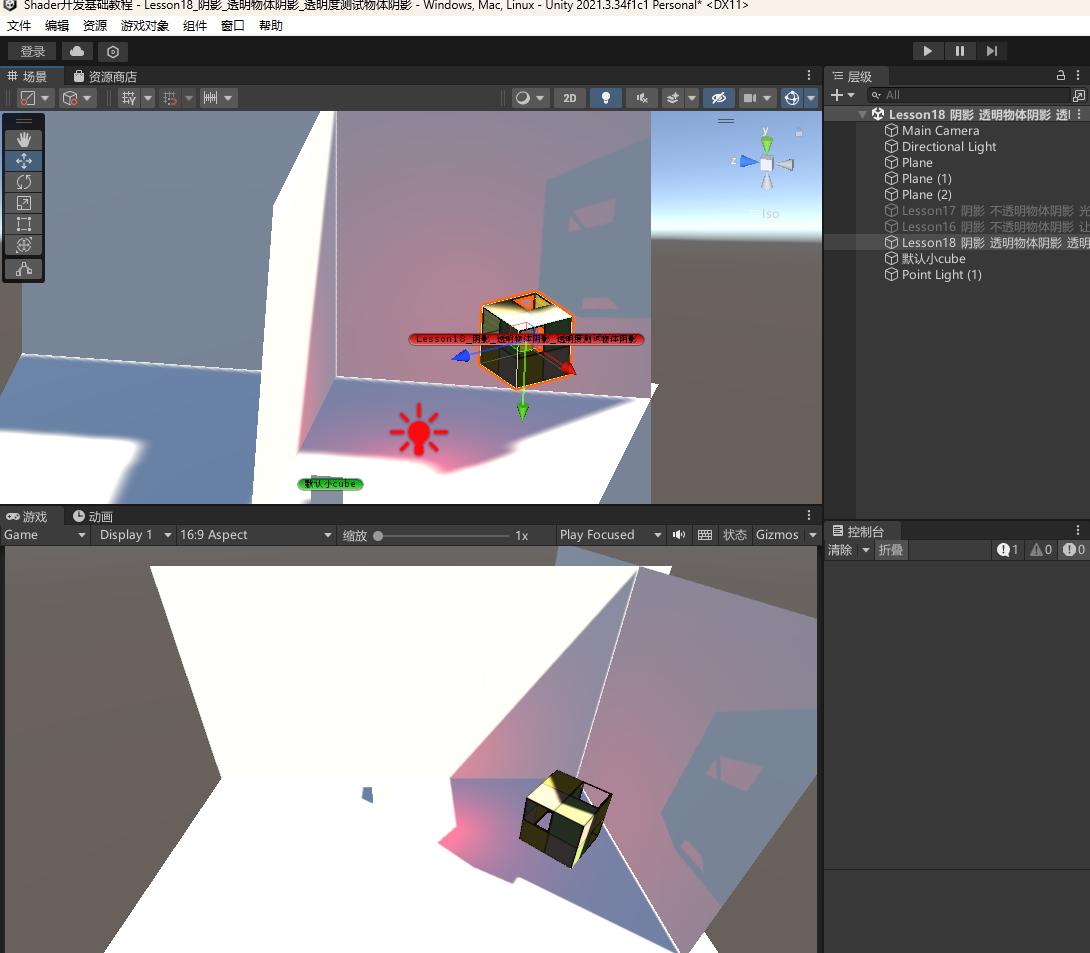 Shader开发基础教程 - Lesson18_阴影_透明物体阴影_透明度测试物体阴影 - Windows, Mac, Linux - Unity 2021.3.34f1c1 Personal* <DX11>
文件 编辑 资源 游戏对象 组件 窗口 帮助
登录
场景 资源商店
2D
y
z
Iso
Lesson18_阴影_透明物体阴影_透明度测试物体阴影
默认小cube
层级
All
Lesson18 阴影 透明物体阴影 透
Main Camera
Directional Light
Plane
Plane (1)
Plane (2)
Lesson17 阴影 不透明物体阴影 光
Lesson16 阴影 不透明物体阴影 让
Lesson18 阴影 透明物体阴影 透明
默认小cube
Point Light (1)
游戏 动画
Game Display 1 16:9 Aspect 缩放 1x Play Focused 状态 Gizmos
控制台
清除 折叠 1 0 0